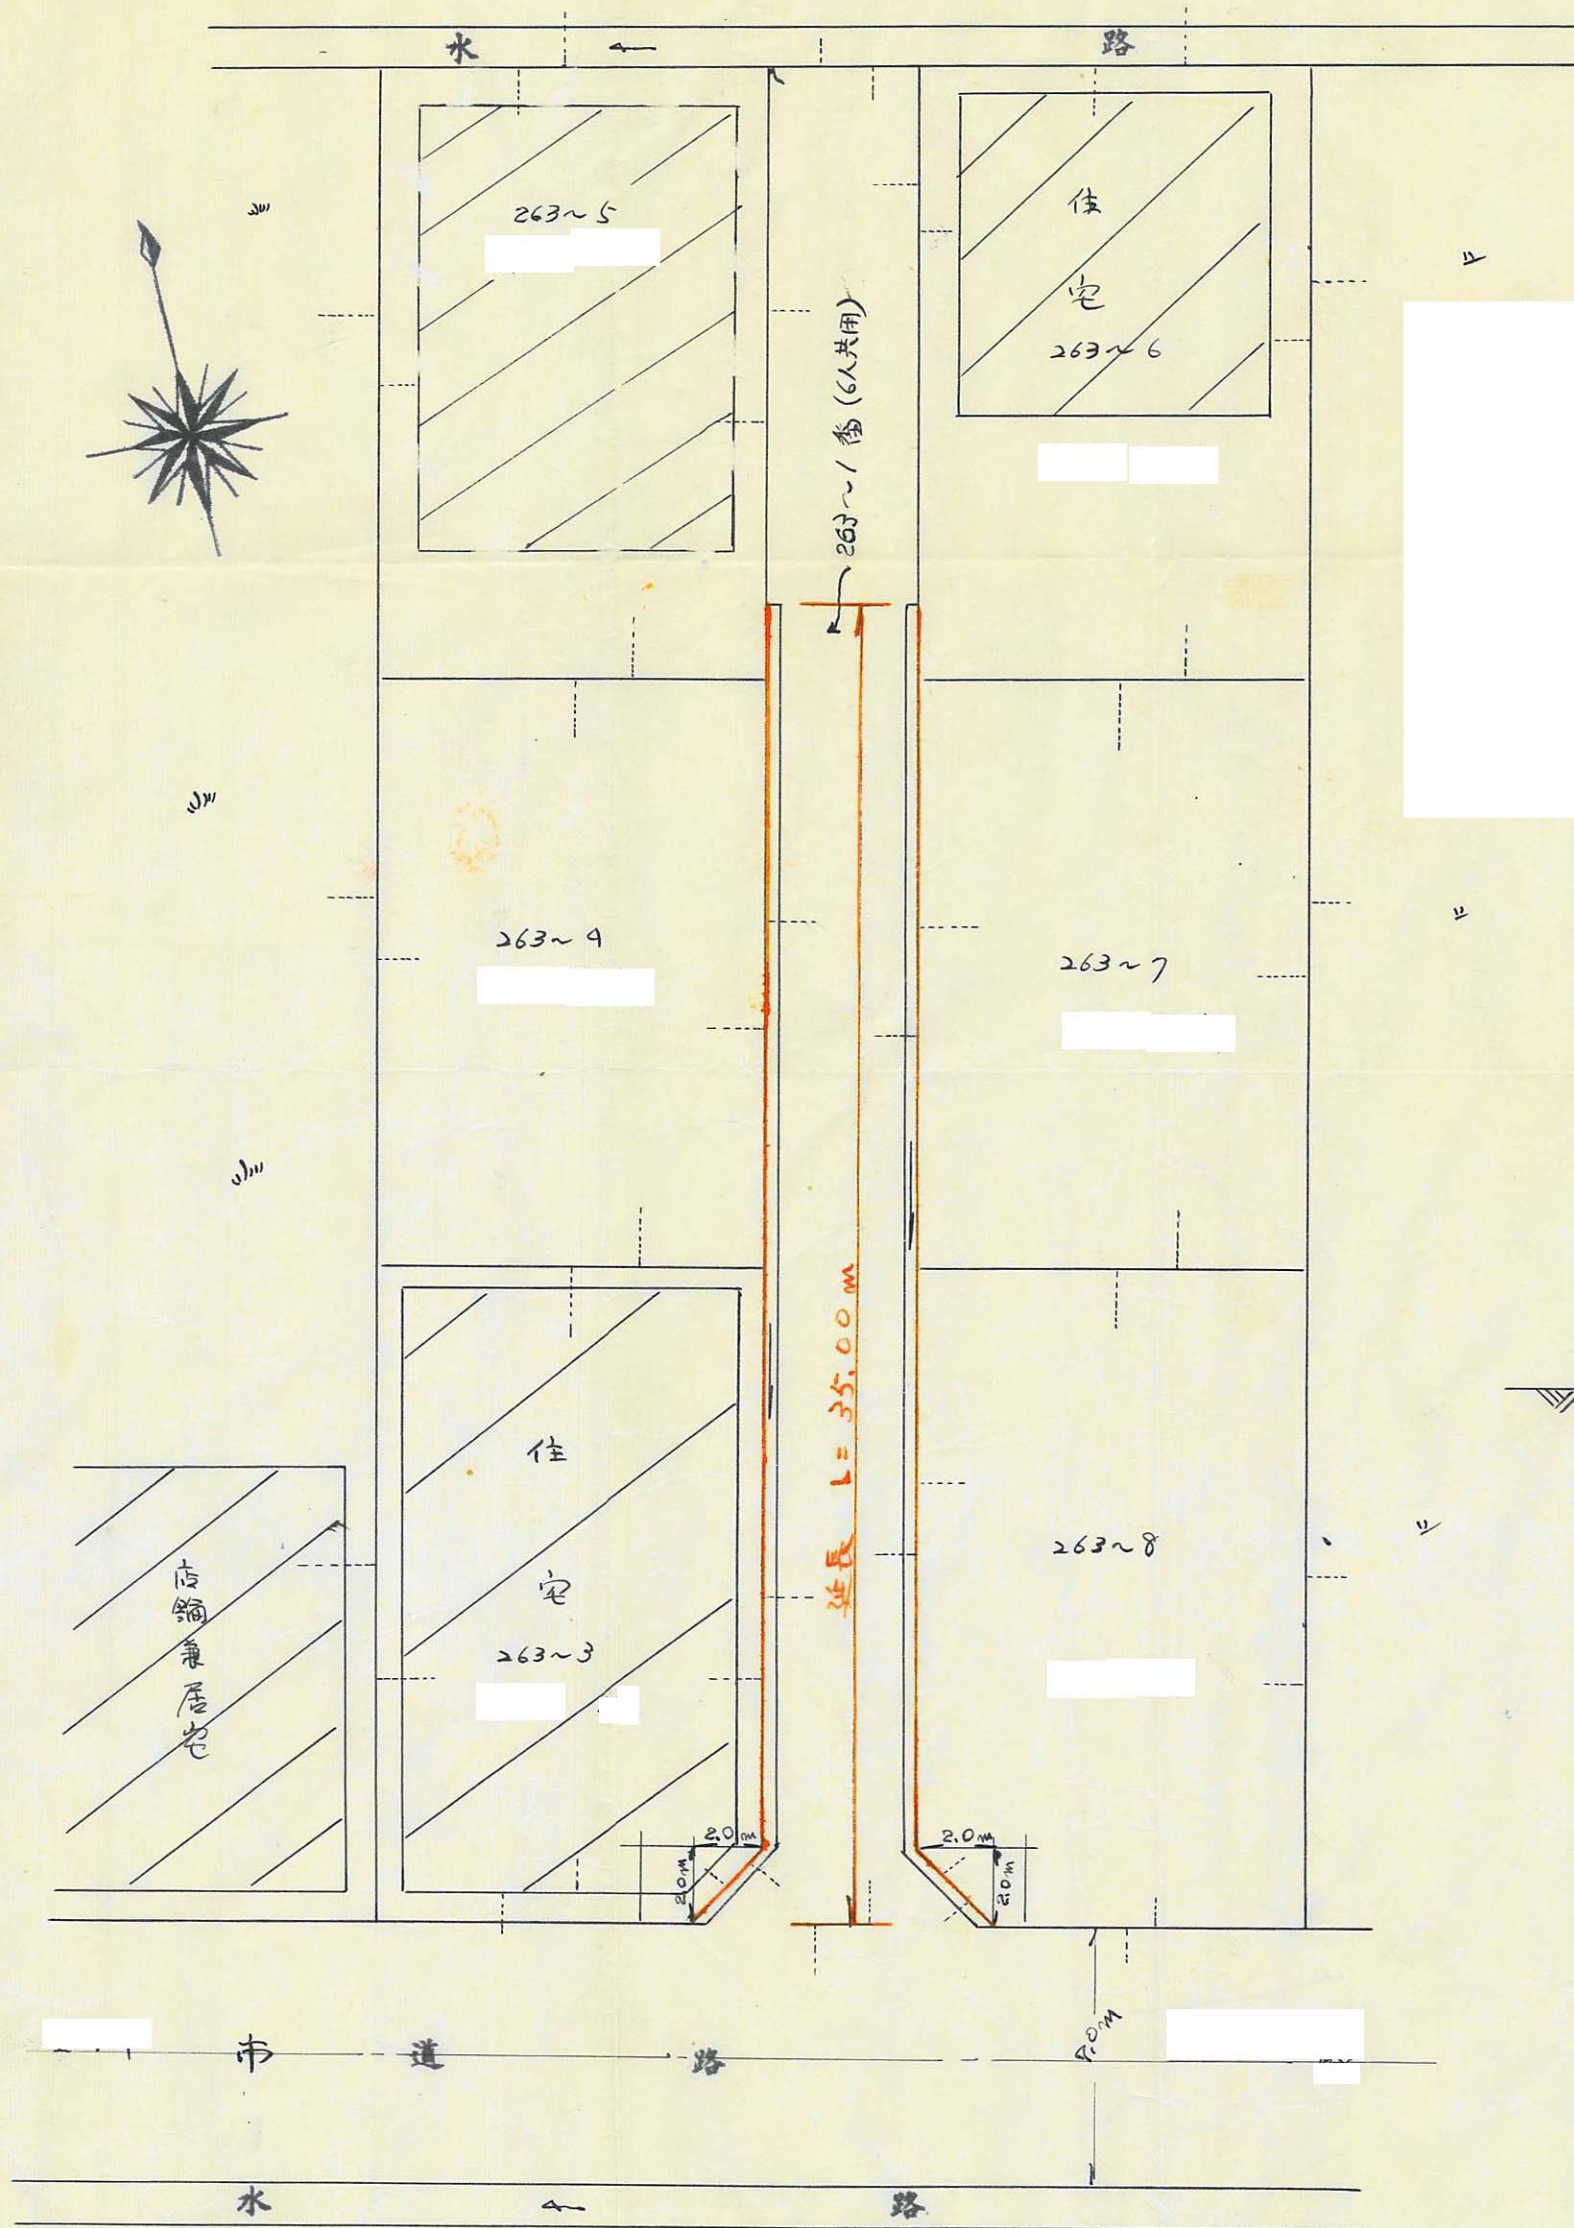 水 路
263~5
住
宅
263~6
263~1番(6人共用)
263~4
263~7
延長 L=35.00m
住
宅
263~3
263~8
店舗兼居宅
2.0m
2.0m
2.0m
2.0m
市 道 路
水 路